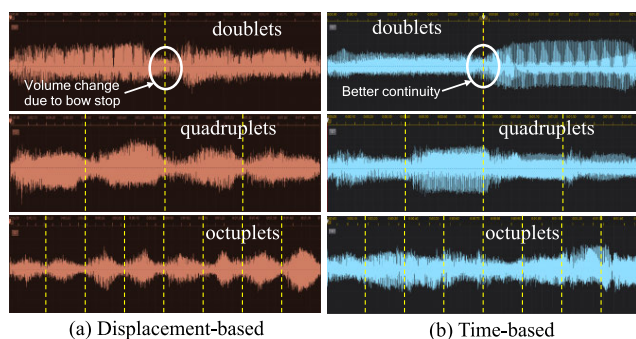 doublets
Volume change
due to bow stop
quadruplets
octuplets
(a) Displacement-based
doublets
Better continuity
quadruplets
octuplets
(b) Time-based